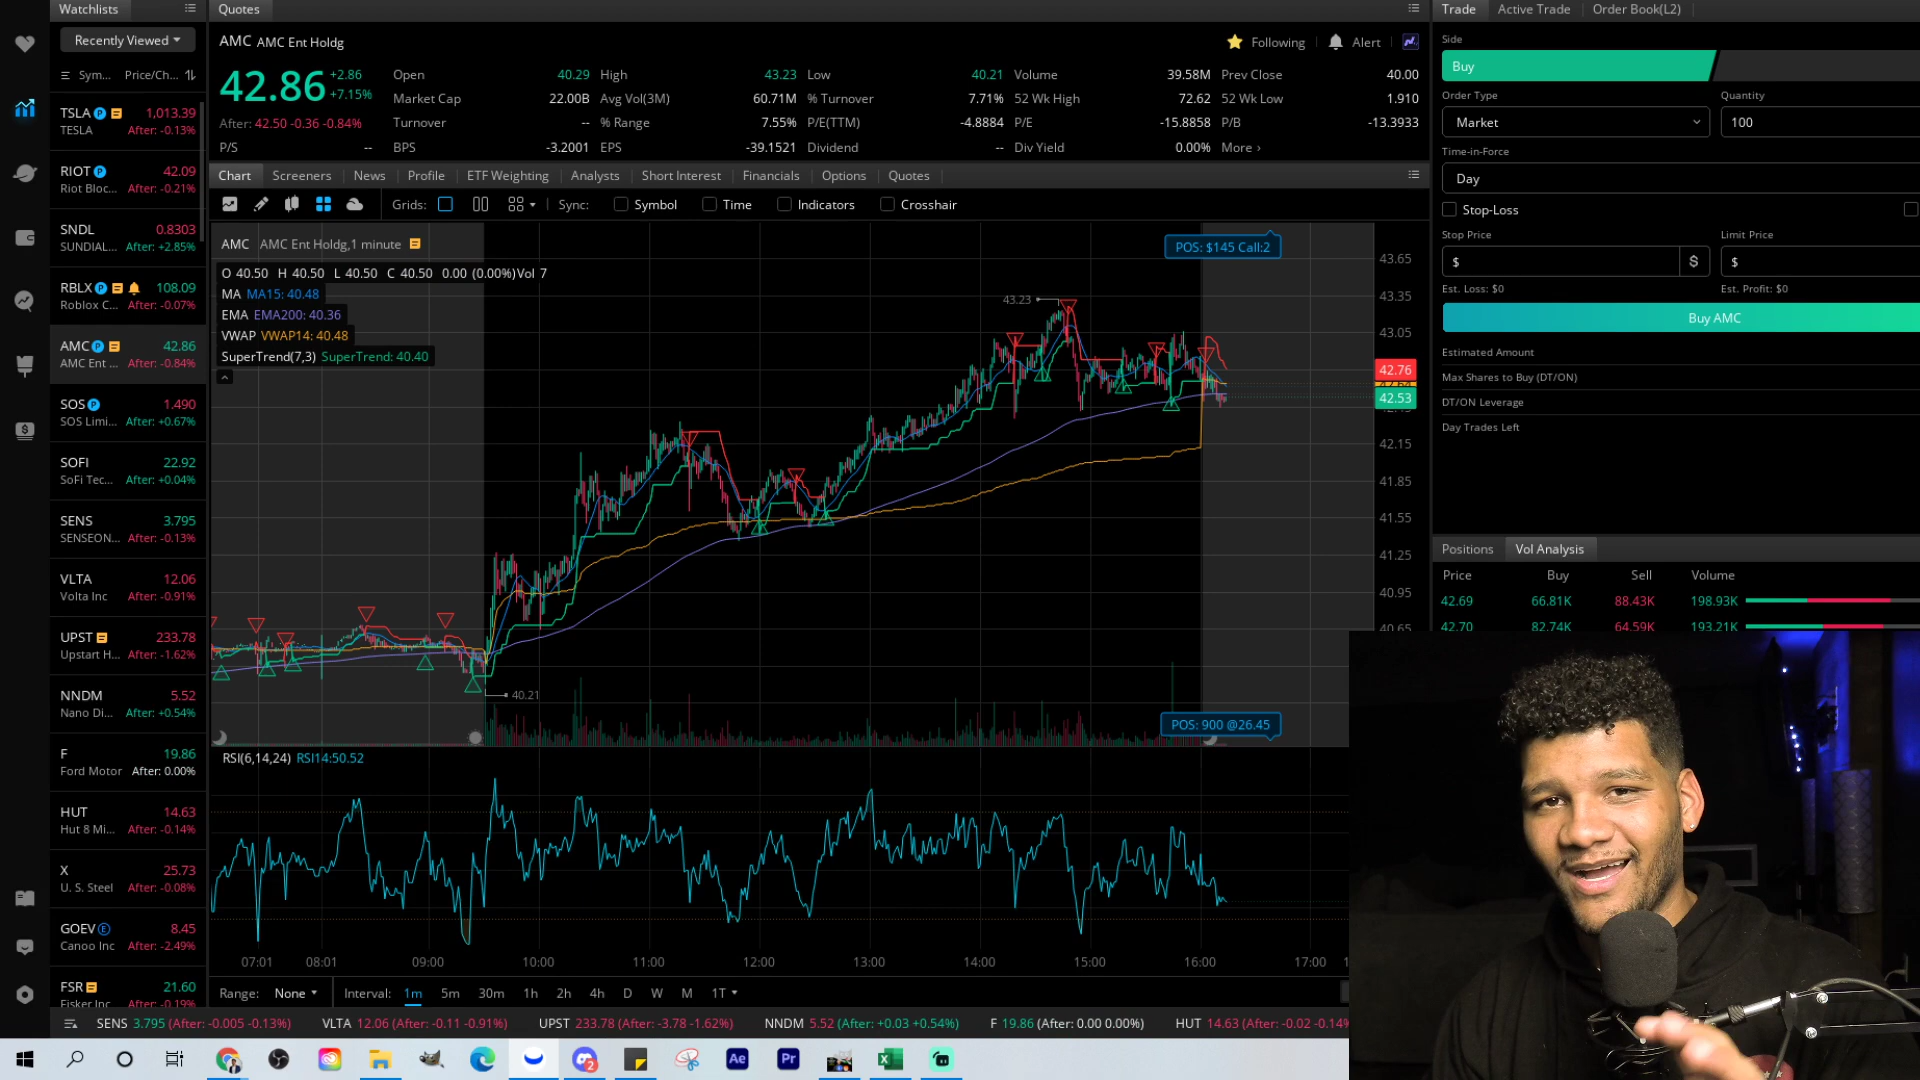 Watchlists
Quotes
Trade Active Trade Order Book(L2)
Recently Viewed
Sym... Price/Ch...
TSLA 1,013.39
TESLA After: -0.13%
RIOT 42.09
Riot Bloc... After: -0.21%
SNDL 0.8303
SUNDIAL... After: +2.85%
RBLX 108.09
Roblox C... After: -0.07%
AMC 42.86
AMC Ent ... After: -0.84%
SOS 1.490
SOS Limi... After: +0.67%
SOFI 22.92
SoFi Tec... After: +0.04%
SENS 3.795
SENSEON... After: -0.13%
VLTA 12.06
Volta Inc After: -0.91%
UPST 233.78
Upstart H... After: -1.62%
NNDM 5.52
Nano Di... After: +0.54%
F 19.86
Ford Motor After: 0.00%
HUT 14.63
Hut 8 Mi... After: -0.14%
X 25.73
U. S. Steel After: -0.08%
GOEV 8.45
Canoo Inc After: -2.49%
FSR 21.60
Fisker Inc After: -0.19%
AMC AMC Ent Holdg
Following Alert
42.86 +2.86 +7.15%
After: 42.50 -0.36 -0.84%
Open 40.29 High 43.23 Low 40.21 Volume 39.58M Prev Close 40.00
Market Cap 22.00B Avg Vol(3M) 60.71M % Turnover 7.71% 52 Wk High 72.62 52 Wk Low 1.910
Turnover -- % Range 7.55% P/E(TTM) -4.8884 P/E -15.8858 P/B -13.3933
P/S -- BPS -3.2001 EPS -39.1521 Dividend -- Div Yield 0.00% More ›
Chart Screeners News Profile ETF Weighting Analysts Short Interest Financials Options Quotes
Grids: Sync: Symbol Time Indicators Crosshair
AMC AMC Ent Holdg,1 minute
O 40.50 H 40.50 L 40.50 C 40.50 0.00 (0.00%)Vol 7
MA MA15: 40.48
EMA EMA200: 40.36
VWAP VWAP14: 40.48
SuperTrend(7,3) SuperTrend: 40.40
POS: $145 Call:2
43.23
40.21
POS: 900 @26.45
43.65
43.35
43.05
42.76
42.53
42.15
41.85
41.55
41.25
40.95
40.65
RSI(6,14,24) RSI14:50.52
07:01 08:01 09:00 10:00 11:00 12:00 13:00 14:00 15:00 16:00 17:00
Range: None Interval: 1m 5m 30m 1h 2h 4h D W M 1T
SENS 3.795 (After: -0.005 -0.13%) VLTA 12.06 (After: -0.11 -0.91%) UPST 233.78 (After: -3.78 -1.62%) NNDM 5.52 (After: +0.03 +0.54%) F 19.86 (After: 0.00 0.00%) HUT 14.63 (After: -0.02 -0.14%
Side
Buy
Order Type Quantity
Market 100
Time-in-Force
Day
Stop-Loss
Stop Price Limit Price
$ $ $
Est. Loss: $0 Est. Profit: $0
Buy AMC
Estimated Amount
Max Shares to Buy (DT/ON)
DT/ON Leverage
Day Trades Left
Positions Vol Analysis
Price Buy Sell Volume
42.69 66.81K 88.43K 198.93K
42.70 82.74K 64.59K 193.21K
2
Ae
Pr